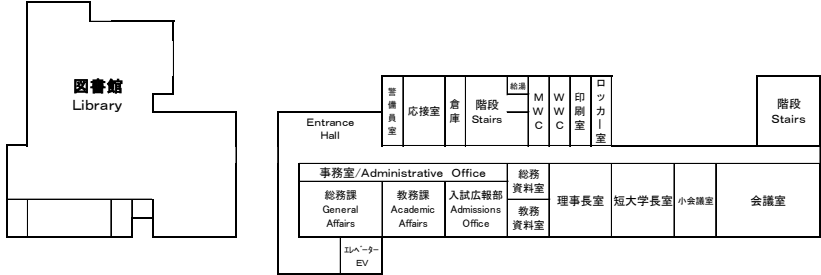 図書館
Library
Entrance
Hall
警備員室
応接室
倉庫
階段
Stairs
給湯
MWC
WWC
印刷室
ロッカー室
階段
Stairs
事務室/Administrative Office
総務課
General
Affairs
教務課
Academic
Affairs
入試広報部
Admissions
Office
総務
資料室
教務
資料室
理事長室
短大学長室
小会議室
会議室
エレベーター
EV